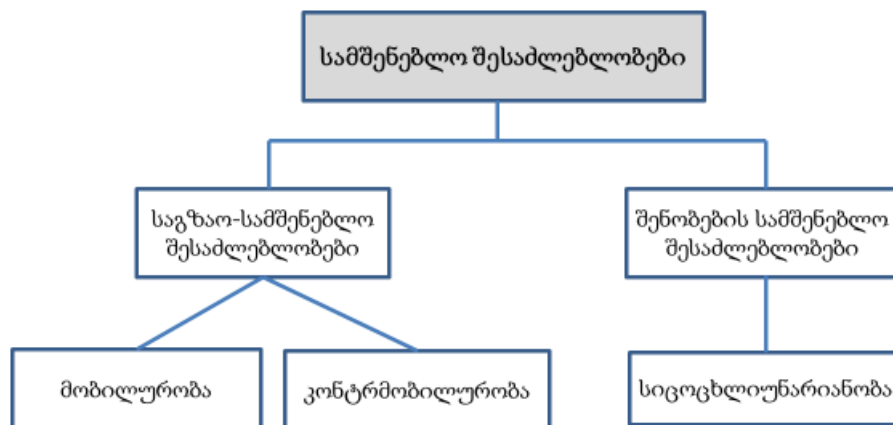 სამშენებლო შესაძლებლობები
საგზაო-სამშენებლო
შესაძლებლობები
შენობების სამშენებლო
შესაძლებლობები
მობილურობა
კონტრმობილურობა
სიცოცხლიუნარიანობა